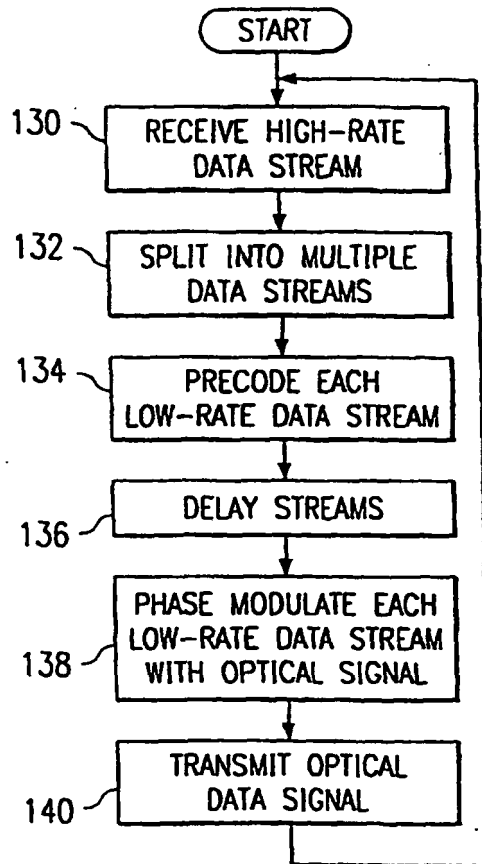 START
130
RECEIVE HIGH-RATE
DATA STREAM
132
SPLIT INTO MULTIPLE
DATA STREAMS
134
PRECODE EACH
LOW-RATE DATA STREAM
DELAY STREAMS
136
PHASE MODULATE EACH
LOW-RATE DATA STREAM
WITH OPTICAL SIGNAL
138
TRANSMIT OPTICAL
DATA SIGNAL
140